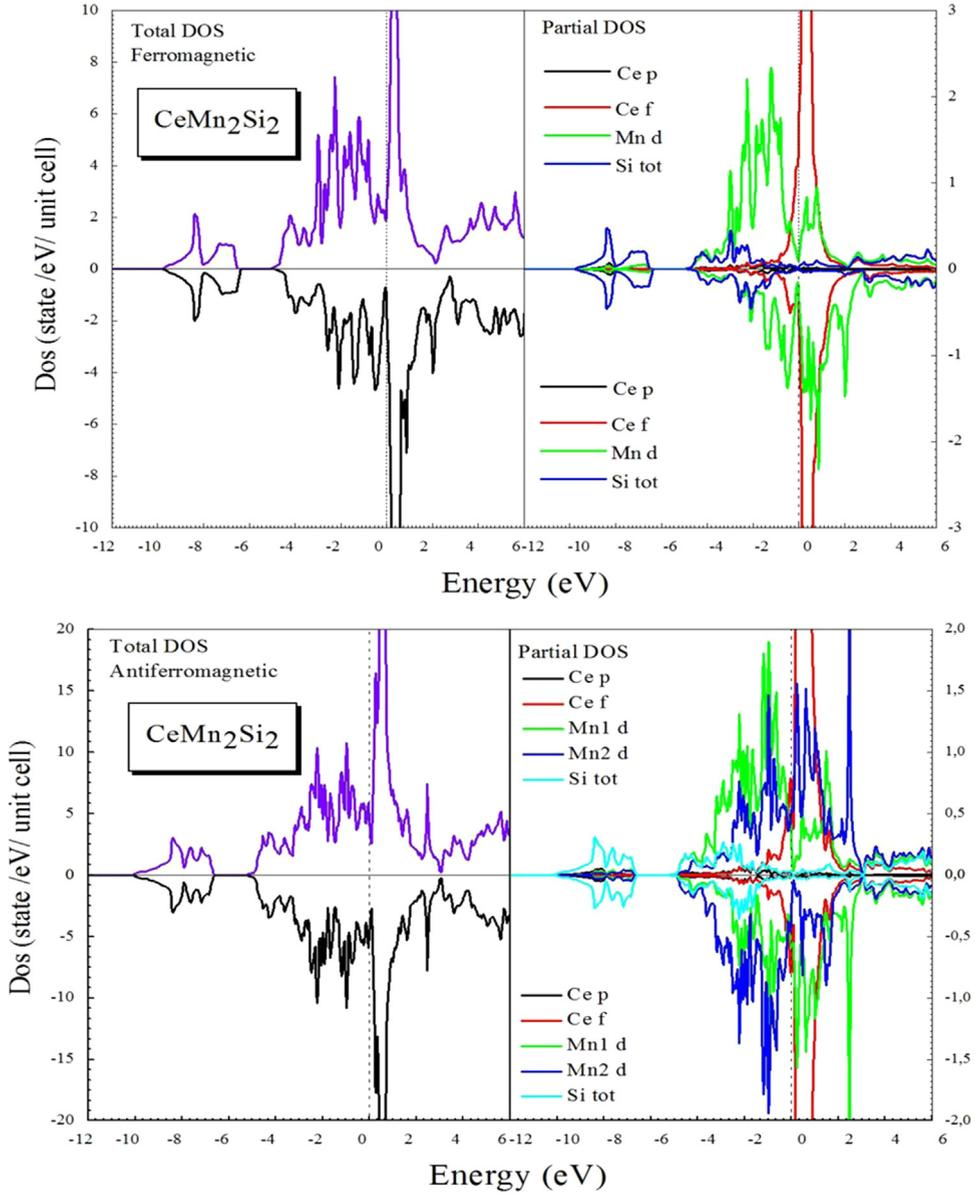 Total DOS
Ferromagnetic
CeMn2Si2
Partial DOS
Ce p
Ce f
Mn d
Si tot
Ce p
Ce f
Mn d
Si tot
10
8
6
4
2
0
-2
-4
-6
-8
-10
3
2
1
0
-1
-2
-3
Dos (state /eV/ unit cell)
-12 -10 -8 -6 -4 -2 0 2 4 6-12 -10 -8 -6 -4 -2 0 2 4 6
Energy (eV)
Total DOS
Antiferromagnetic
CeMn2Si2
Partial DOS
Ce p
Ce f
Mn1 d
Mn2 d
Si tot
Ce p
Ce f
Mn1 d
Mn2 d
Si tot
20
15
10
5
0
-5
-10
-15
-20
2,0
1,5
1,0
0,5
0,0
-0,5
-1,0
-1,5
-2,0
Dos (state /eV/ unit cell)
-10 -8 -6 -4 -2 0 2 4 6-12 -10 -8 -6 -4 -2 0 2 4 6
Energy (eV)